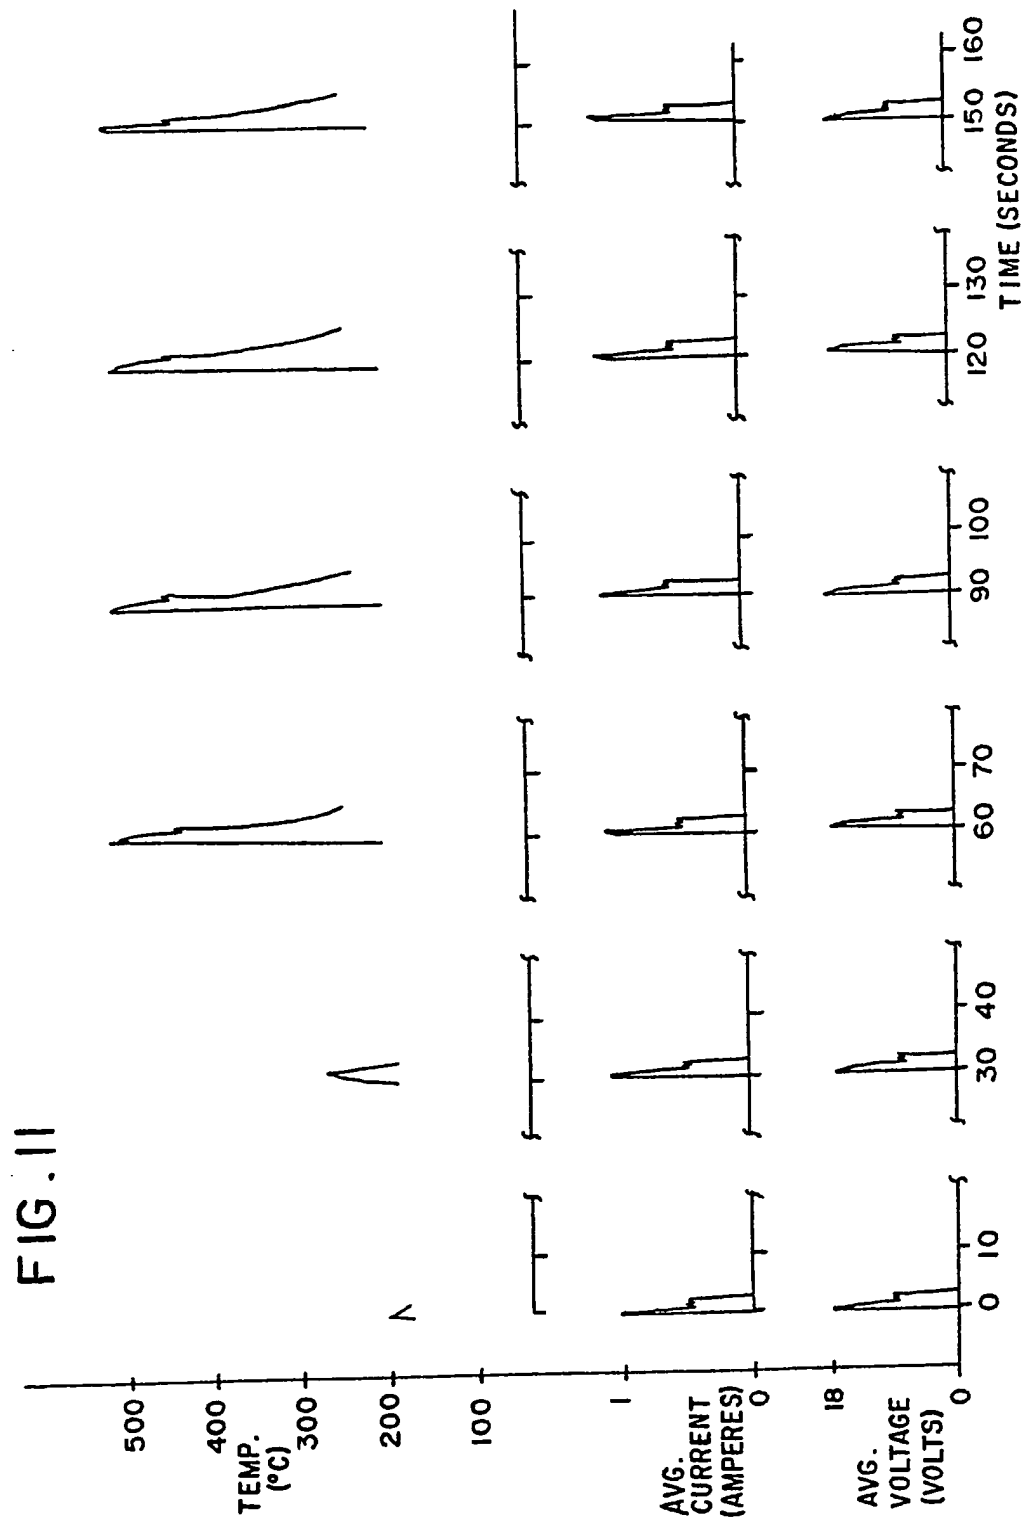 FIG.11
500
400
TEMP.
(°C)
300
200
100
AVG.
CURRENT
(AMPERES)
1
0
AVG.
VOLTAGE
(VOLTS)
18
0
0 10 30 40 60 70 90 100 120 130 150 160
TIME (SECONDS)